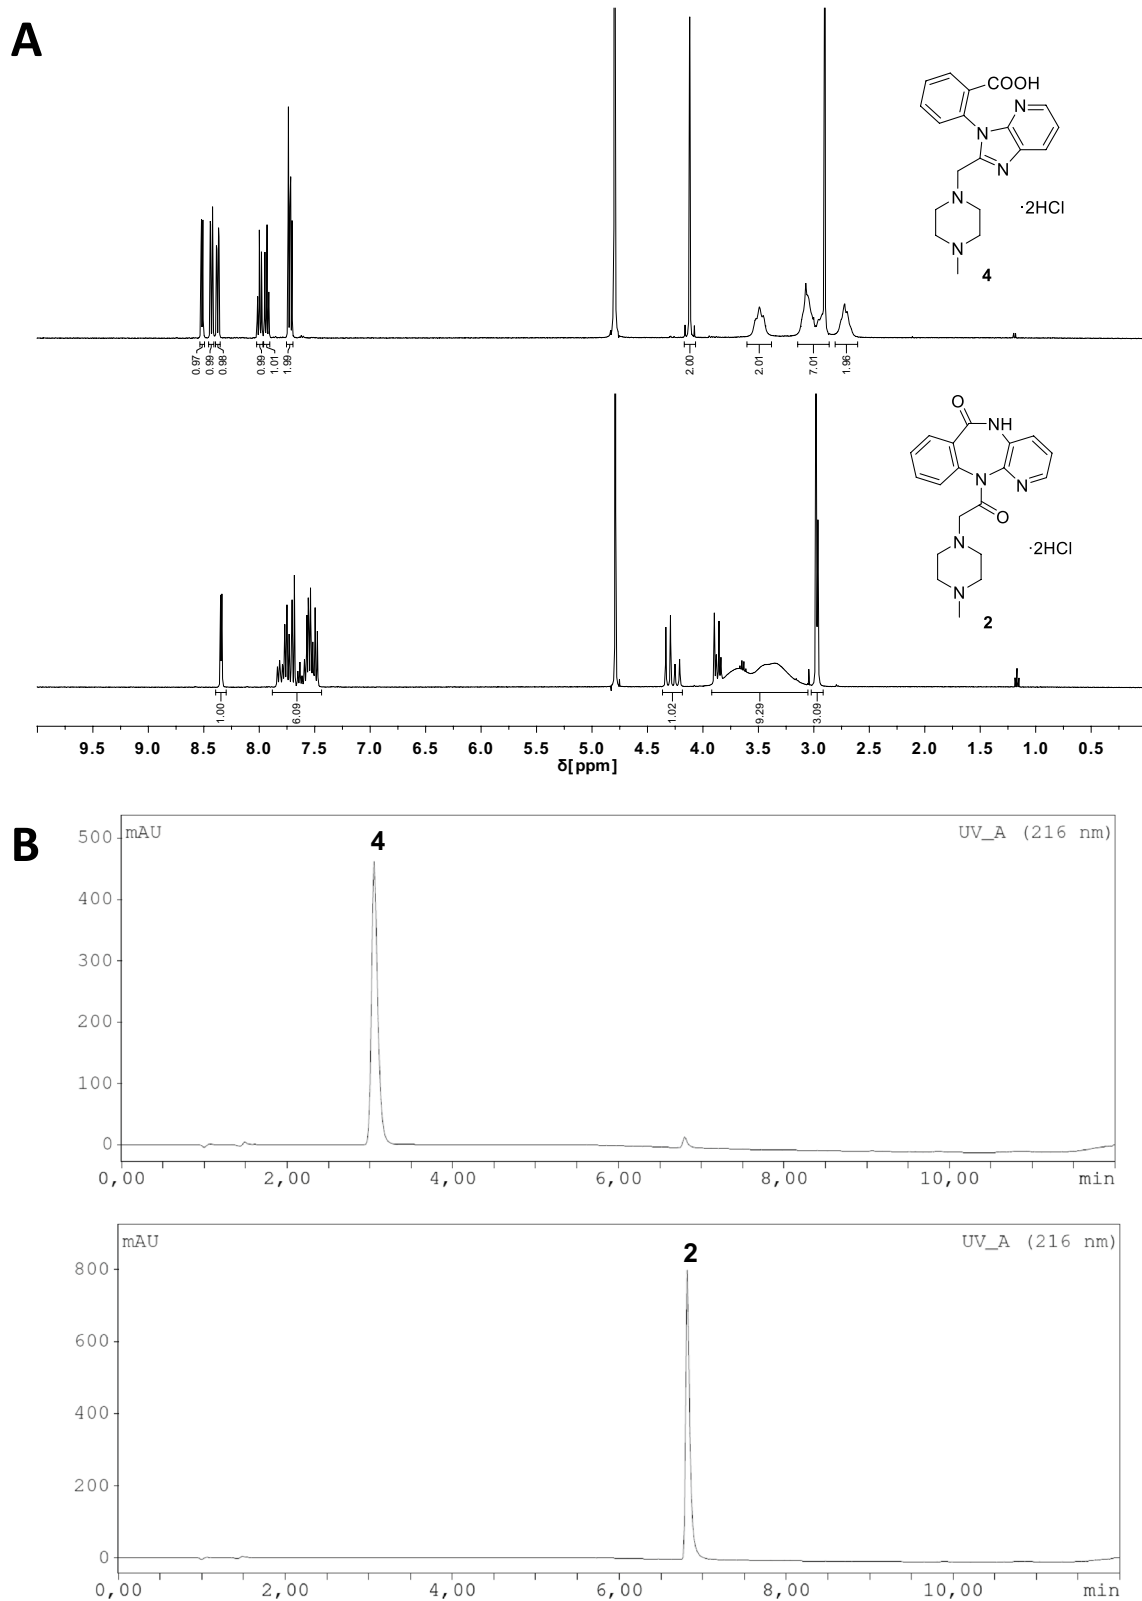 A
COOH
N
N
N
N
·2HCl
N
4
0.97
0.99
0.98
0.99
1.01
1.99
2.00
2.01
7.01
1.96
O
NH
N
N
O
N
·2HCl
N
2
1.00
6.09
1.02
9.29
3.09
9.5 9.0 8.5 8.0 7.5 7.0 6.5 6.0 5.5 5.0 4.5 4.0 3.5 3.0 2.5 2.0 1.5 1.0 0.5
δ[ppm]
B
mAU
4
UV_A (216 nm)
500
400
300
200
100
0
0,00 2,00 4,00 6,00 8,00 10,00 min
mAU
2
UV_A (216 nm)
800
600
400
200
0
0,00 2,00 4,00 6,00 8,00 10,00 min